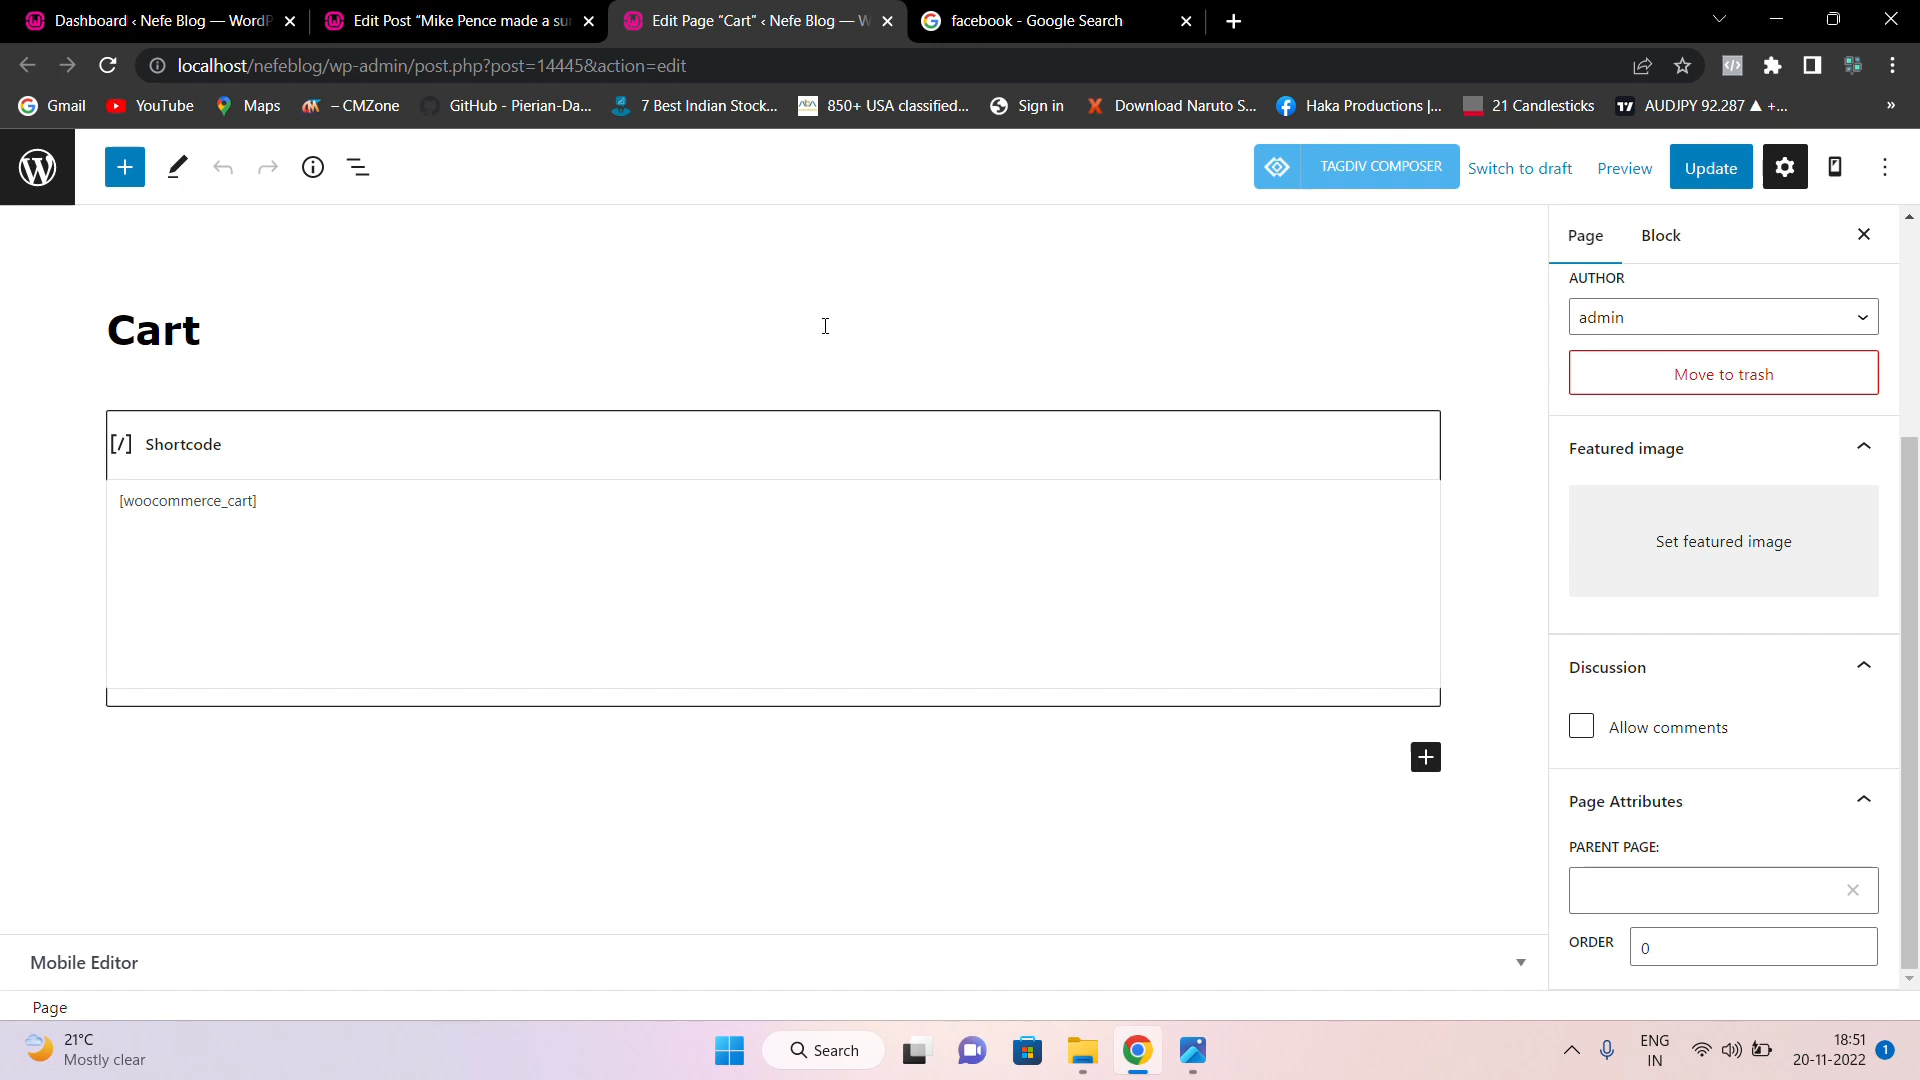 Dashboard ‹ Nefe Blog — WordP
Edit Post “Mike Pence made a su
Edit Page “Cart” ‹ Nefe Blog — W
facebook - Google Search
localhost/nefeblog/wp-admin/post.php?post=14445&action=edit
Gmail
YouTube
Maps
– CMZone
GitHub - Pierian-Da...
7 Best Indian Stock...
850+ USA classified...
Sign in
Download Naruto S...
Haka Productions |...
21 Candlesticks
AUDJPY 92.287 ▲ +...
»
TAGDIV COMPOSER
Switch to draft
Preview
Update
Page
Block
AUTHOR
admin
Move to trash
Cart
[/] Shortcode
[woocommerce_cart]
Featured image
Set featured image
Discussion
Allow comments
Page Attributes
PARENT PAGE:
ORDER
0
Mobile Editor
Page
21°C
Mostly clear
Search
ENG
IN
18:51
20-11-2022
1